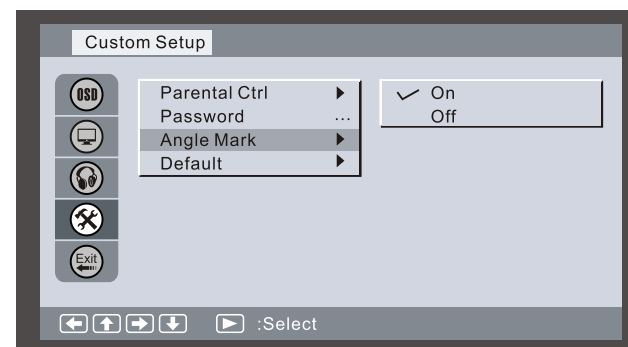 Custom Setup
OSD
Parental Ctrl
Password ...
Angle Mark
Default
On
Off
Exit
:Select